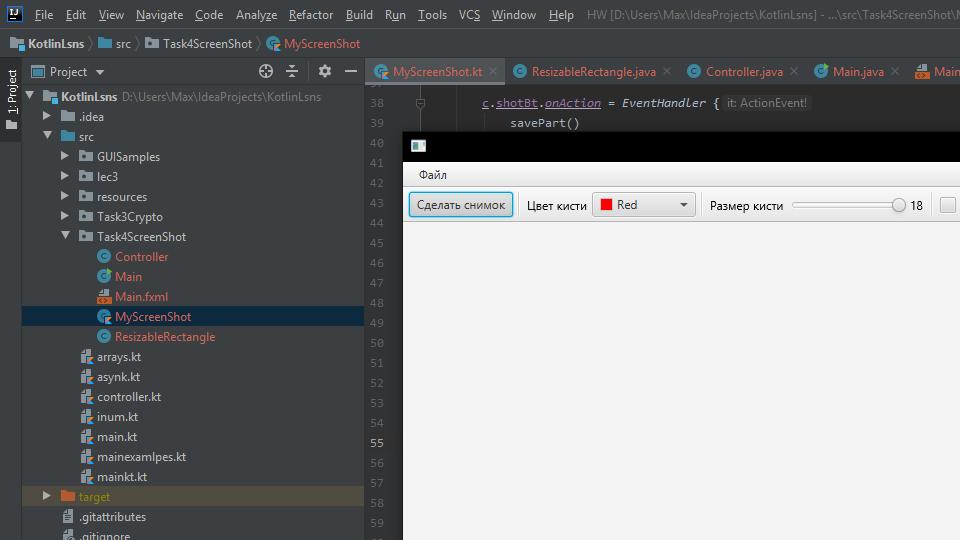 File Edit View Navigate Code Analyze Refactor Build Run Tools VCS Window Help HW [D:\Users\Max\IdeaProjects\KotlinLsns] - ...\src\Task4ScreenShot\M
KotlinLsns src Task4ScreenShot MyScreenShot
1: Project
Project
MyScreenShot.kt ResizableRectangle.java Controller.java Main.java Main
KotlinLsns D:\Users\Max\IdeaProjects\KotlinLsns
.idea
src
GUISamples
lec3
resources
Task3Crypto
Task4ScreenShot
Controller
Main
Main.fxml
MyScreenShot
ResizableRectangle
arrays.kt
asynk.kt
controller.kt
inum.kt
main.kt
mainexamlpes.kt
mainkt.kt
target
.gitattributes
.gitignore
38 c.shotBt.onAction = EventHandler { it: ActionEvent!
39 savePart()
40
41
42
43
44
45
46
47
48
49
50
51
52
53
54
55
56
57
58
59
Файл
Сделать снимок Цвет кисти Red Размер кисти 18